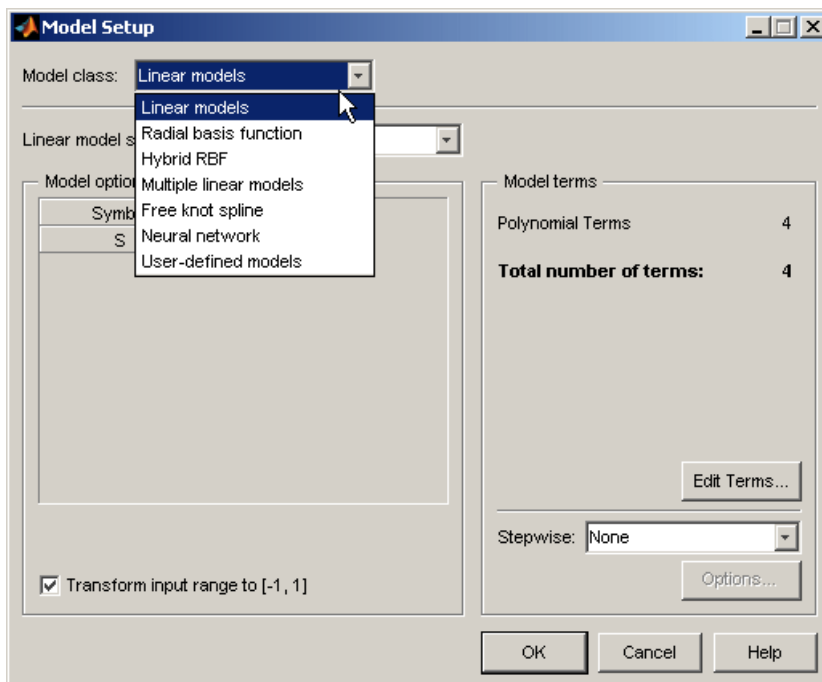 Model Setup
Model class: Linear models
Linear models
Radial basis function
Hybrid RBF
Multiple linear models
Free knot spline
Neural network
User-defined models
Linear model s
Model option
Symb
S
Transform input range to [-1, 1]
Model terms
Polynomial Terms 4
Total number of terms: 4
Edit Terms...
Stepwise: None
Options...
OK Cancel Help